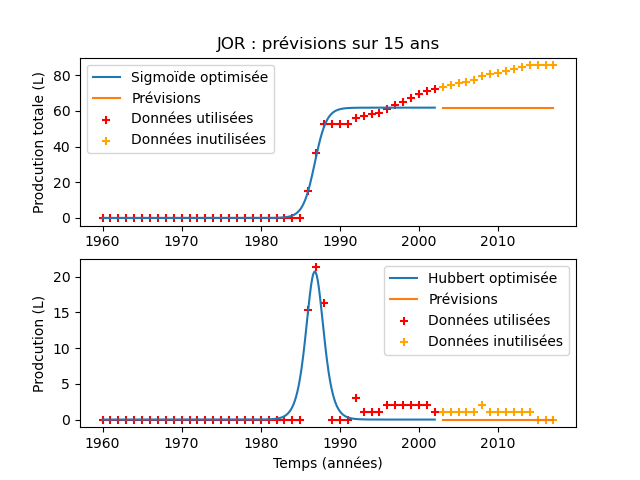 JOR : prévisions sur 15 ans
Prodcution totale (L)
80
60
40
20
0
Sigmoïde optimisée
Prévisions
Données utilisées
Données inutilisées
1960 1970 1980 1990 2000 2010
Prodcution (L)
20
15
10
5
0
Hubbert optimisée
Prévisions
Données utilisées
Données inutilisées
1960 1970 1980 1990 2000 2010
Temps (années)